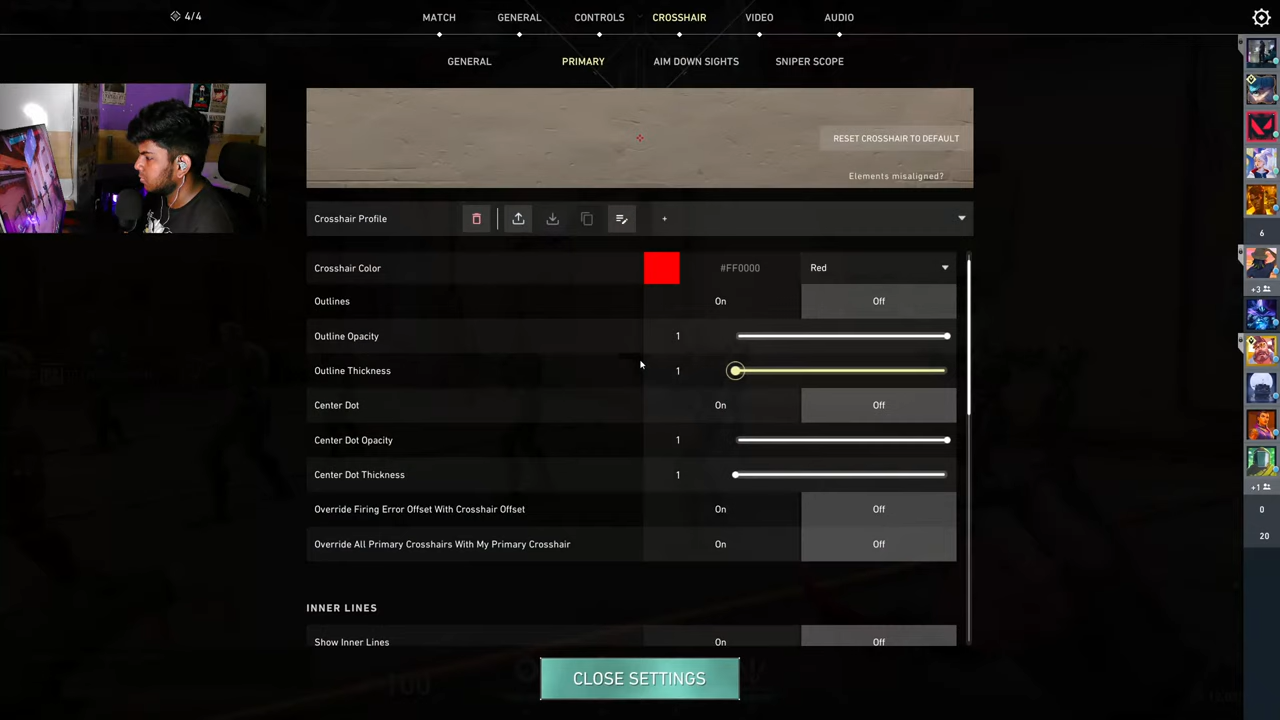 4/4
MATCH GENERAL CONTROLS CROSSHAIR VIDEO AUDIO
GENERAL PRIMARY AIM DOWN SIGHTS SNIPER SCOPE
RESET CROSSHAIR TO DEFAULT
Elements misaligned?
Crosshair Profile +
Crosshair Color #FF0000 Red
Outlines On Off
Outline Opacity 1
Outline Thickness 1
Center Dot On Off
Center Dot Opacity 1
Center Dot Thickness 1
Override Firing Error Offset With Crosshair Offset On Off
Override All Primary Crosshairs With My Primary Crosshair On Off
INNER LINES
Show Inner Lines On Off
CLOSE SETTINGS
6
+3
+1
0
20